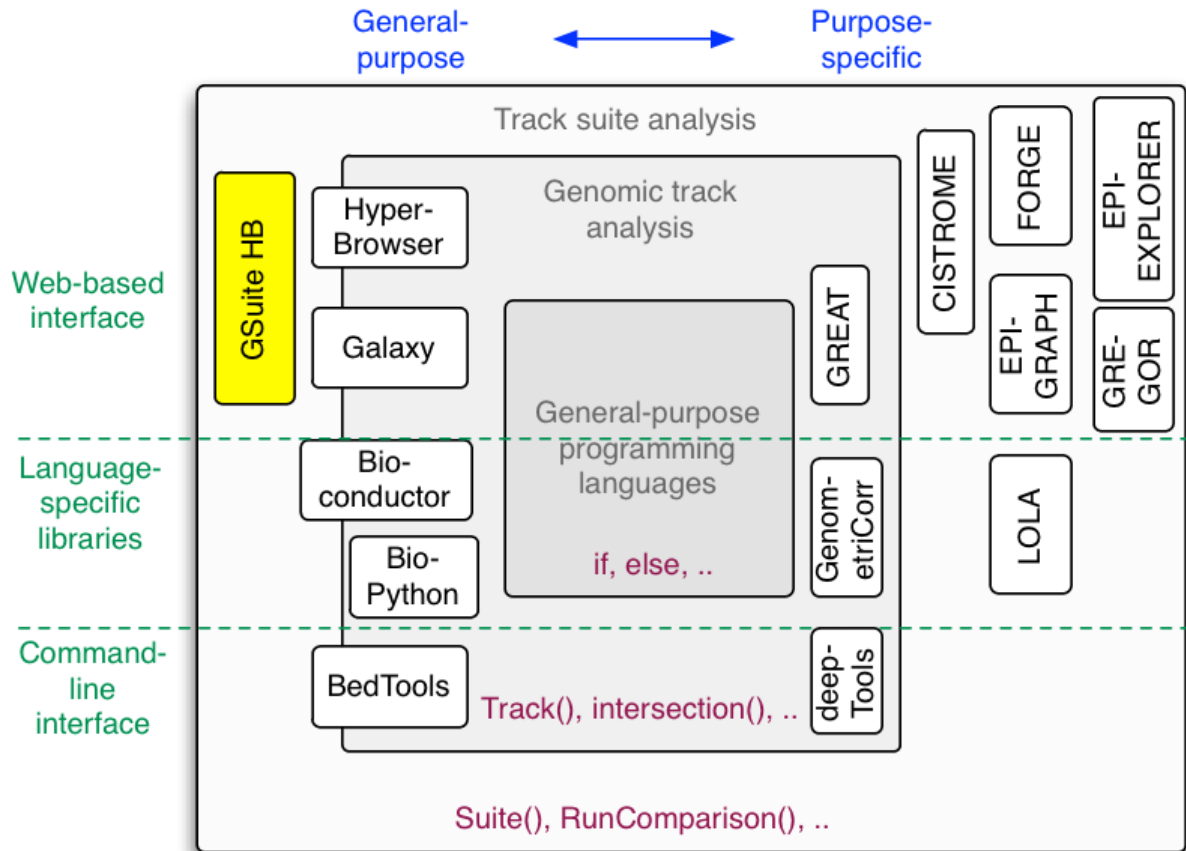 General-
purpose
Purpose-
specific
Track suite analysis
Genomic track
analysis
General-purpose
programming
languages
if, else, ..
Track(), intersection(), ..
Suite(), RunComparison(), ..
Web-based
interface
GSuite HB
Hyper-
Browser
Galaxy
GREAT
CISTROME
FORGE
EPI-
EXPLORER
EPI-
GRAPH
GRE-
GOR
Language-
specific
libraries
Bio-
conductor
Bio-
Python
Genom-
etriCorr
LOLA
Command-
line
interface
BedTools
deep-
Tools